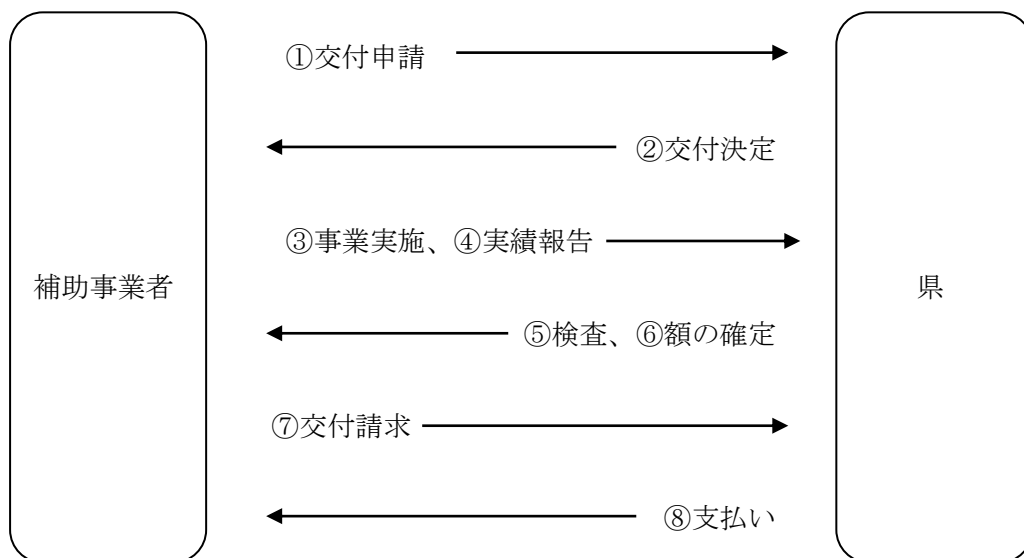 ①交付申請
②交付決定
③事業実施、④実績報告
補助事業者
県
⑤検査、⑥額の確定
⑦交付請求
⑧支払い